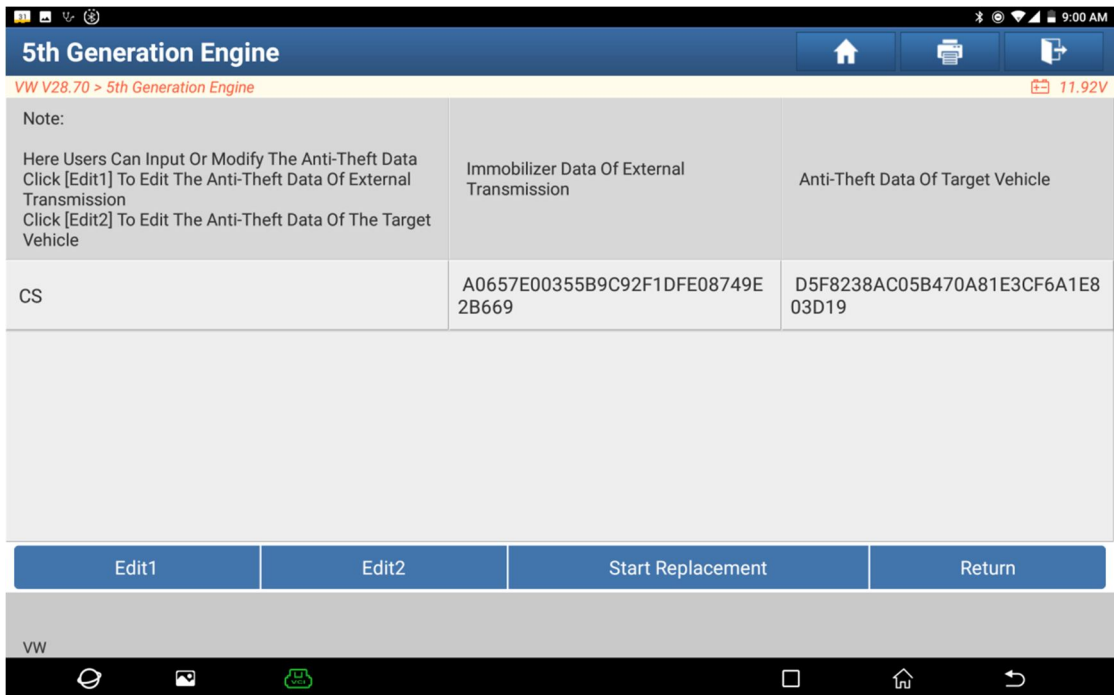 31
9:00 AM
5th Generation Engine
VW V28.70 > 5th Generation Engine
11.92V
Note:
Here Users Can Input Or Modify The Anti-Theft Data
Click [Edit1] To Edit The Anti-Theft Data Of External
Transmission
Click [Edit2] To Edit The Anti-Theft Data Of The Target
Vehicle
Immobilizer Data Of External
Transmission
Anti-Theft Data Of Target Vehicle
CS
A0657E00355B9C92F1DFE08749E
2B669
D5F8238AC05B470A81E3CF6A1E8
03D19
Edit1
Edit2
Start Replacement
Return
VW
VCI